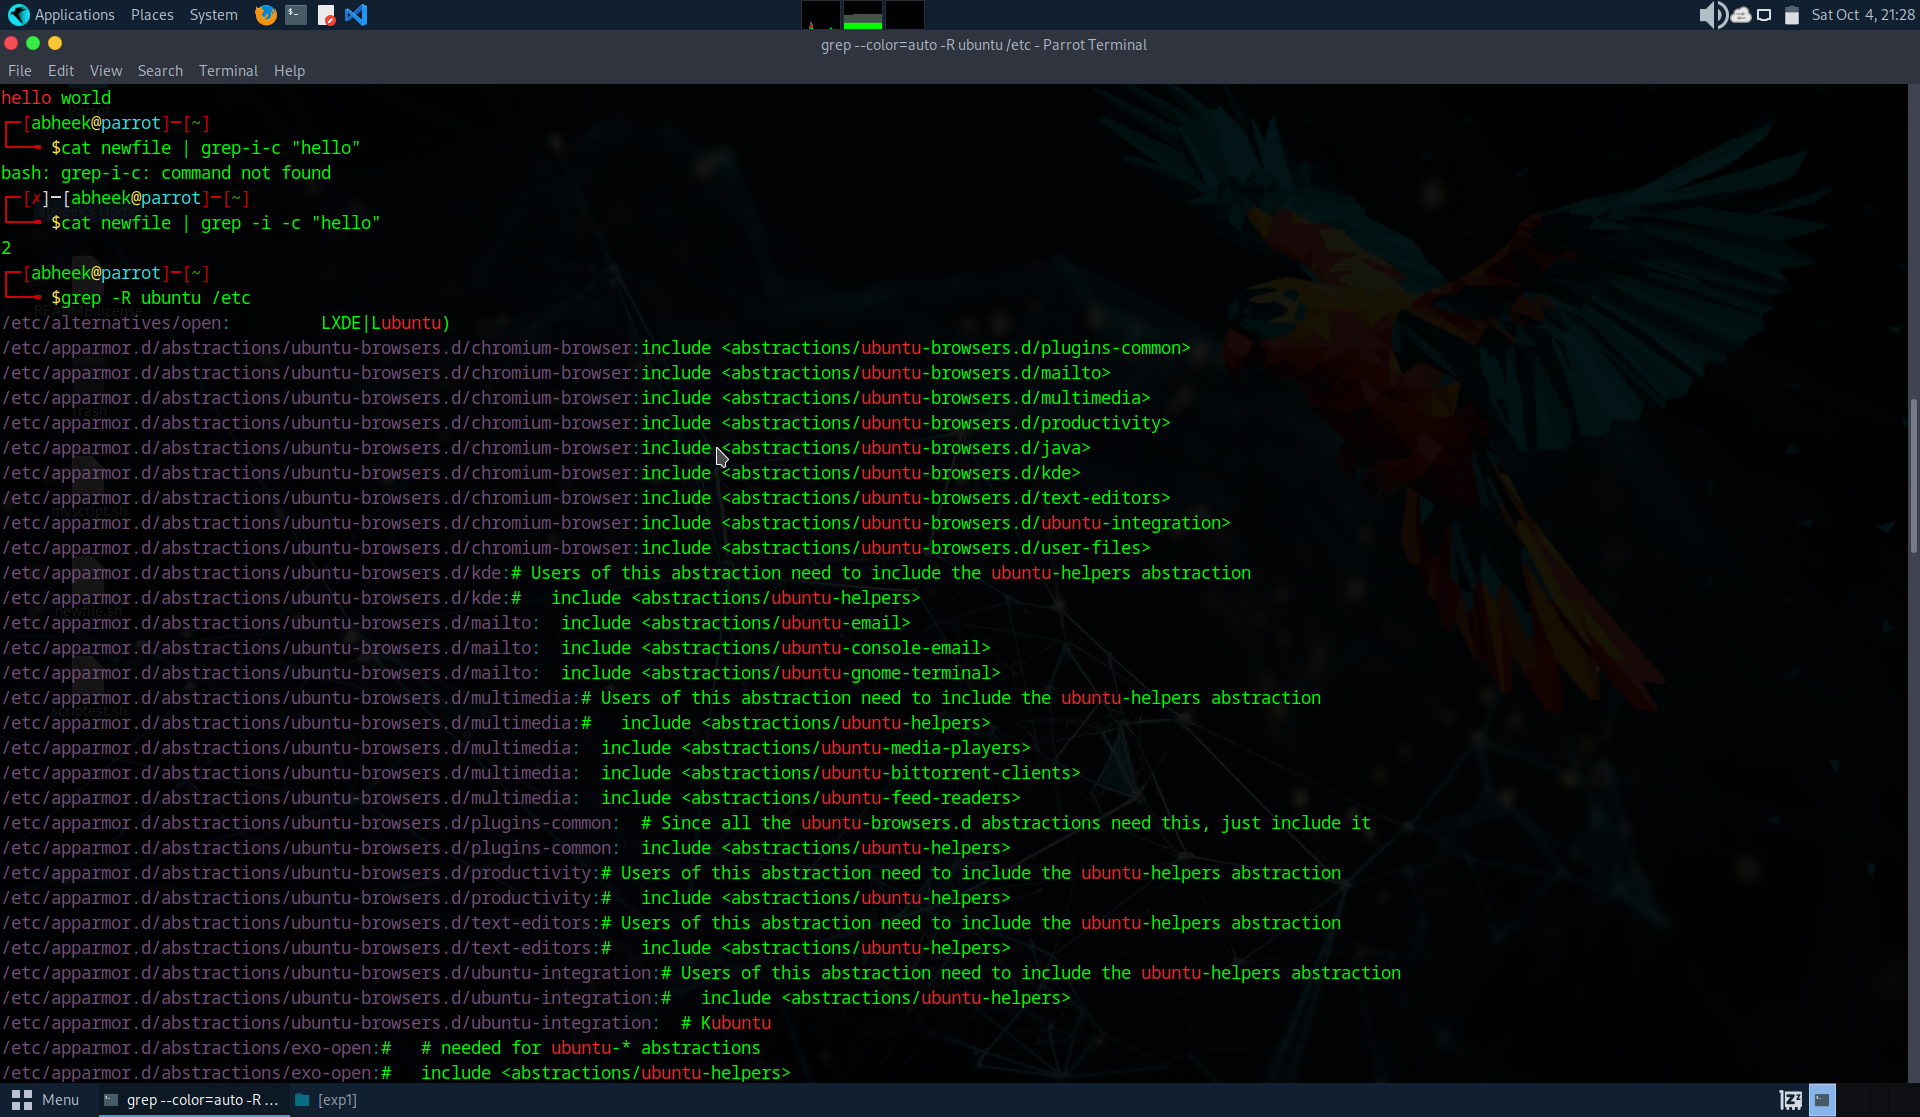 Applications Places System Sat Oct 4, 21:28
grep --color=auto -R ubuntu /etc - Parrot Terminal
File Edit View Search Terminal Help
hello world
┌─[abheek@parrot]─[~]
└──╼ $cat newfile | grep-i-c "hello"
bash: grep-i-c: command not found
┌─[✗]─[abheek@parrot]─[~]
└──╼ $cat newfile | grep -i -c "hello"
2
┌─[abheek@parrot]─[~]
└──╼ $grep -R ubuntu /etc
README.license
/etc/alternatives/open:         LXDE|Lubuntu)
/etc/apparmor.d/abstractions/ubuntu-browsers.d/chromium-browser:include <abstractions/ubuntu-browsers.d/plugins-common>
/etc/apparmor.d/abstractions/ubuntu-browsers.d/chromium-browser:include <abstractions/ubuntu-browsers.d/mailto>
/etc/apparmor.d/abstractions/ubuntu-browsers.d/chromium-browser:include <abstractions/ubuntu-browsers.d/multimedia>
Trash
/etc/apparmor.d/abstractions/ubuntu-browsers.d/chromium-browser:include <abstractions/ubuntu-browsers.d/productivity>
/etc/apparmor.d/abstractions/ubuntu-browsers.d/chromium-browser:include <abstractions/ubuntu-browsers.d/java>
/etc/apparmor.d/abstractions/ubuntu-browsers.d/chromium-browser:include <abstractions/ubuntu-browsers.d/kde>
/etc/apparmor.d/abstractions/ubuntu-browsers.d/chromium-browser:include <abstractions/ubuntu-browsers.d/text-editors>
myscript.sh
/etc/apparmor.d/abstractions/ubuntu-browsers.d/chromium-browser:include <abstractions/ubuntu-browsers.d/ubuntu-integration>
/etc/apparmor.d/abstractions/ubuntu-browsers.d/chromium-browser:include <abstractions/ubuntu-browsers.d/user-files>
/etc/apparmor.d/abstractions/ubuntu-browsers.d/kde:# Users of this abstraction need to include the ubuntu-helpers abstraction
/etc/apparmor.d/abstractions/ubuntu-browsers.d/kde:#   include <abstractions/ubuntu-helpers>
newfile.sh
/etc/apparmor.d/abstractions/ubuntu-browsers.d/mailto:  include <abstractions/ubuntu-email>
/etc/apparmor.d/abstractions/ubuntu-browsers.d/mailto:  include <abstractions/ubuntu-console-email>
/etc/apparmor.d/abstractions/ubuntu-browsers.d/mailto:  include <abstractions/ubuntu-gnome-terminal>
/etc/apparmor.d/abstractions/ubuntu-browsers.d/multimedia:# Users of this abstraction need to include the ubuntu-helpers abstraction
scriptest.sh
/etc/apparmor.d/abstractions/ubuntu-browsers.d/multimedia:#   include <abstractions/ubuntu-helpers>
/etc/apparmor.d/abstractions/ubuntu-browsers.d/multimedia:  include <abstractions/ubuntu-media-players>
/etc/apparmor.d/abstractions/ubuntu-browsers.d/multimedia:  include <abstractions/ubuntu-bittorrent-clients>
/etc/apparmor.d/abstractions/ubuntu-browsers.d/multimedia:  include <abstractions/ubuntu-feed-readers>
/etc/apparmor.d/abstractions/ubuntu-browsers.d/plugins-common:  # Since all the ubuntu-browsers.d abstractions need this, just include it
/etc/apparmor.d/abstractions/ubuntu-browsers.d/plugins-common:  include <abstractions/ubuntu-helpers>
/etc/apparmor.d/abstractions/ubuntu-browsers.d/productivity:# Users of this abstraction need to include the ubuntu-helpers abstraction
/etc/apparmor.d/abstractions/ubuntu-browsers.d/productivity:#   include <abstractions/ubuntu-helpers>
/etc/apparmor.d/abstractions/ubuntu-browsers.d/text-editors:# Users of this abstraction need to include the ubuntu-helpers abstraction
/etc/apparmor.d/abstractions/ubuntu-browsers.d/text-editors:#   include <abstractions/ubuntu-helpers>
/etc/apparmor.d/abstractions/ubuntu-browsers.d/ubuntu-integration:# Users of this abstraction need to include the ubuntu-helpers abstraction
/etc/apparmor.d/abstractions/ubuntu-browsers.d/ubuntu-integration:#   include <abstractions/ubuntu-helpers>
/etc/apparmor.d/abstractions/ubuntu-browsers.d/ubuntu-integration:  # Kubuntu
/etc/apparmor.d/abstractions/exo-open:#   # needed for ubuntu-* abstractions
/etc/apparmor.d/abstractions/exo-open:#   include <abstractions/ubuntu-helpers>
Menu grep --color=auto -R ... [exp1]